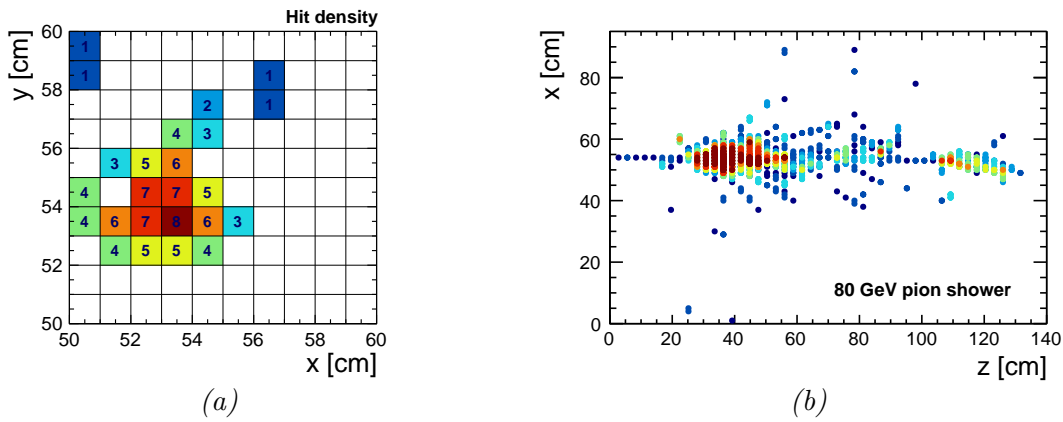 Hit density
y [cm]
60
1
1 1
58
2 1
4 3
56
3 5 6
4 7 7 5
54
4 6 7 8 6 3
4 5 5 4
52
50
50 52 54 56 58 60
x [cm]
(a)
x [cm]
80
60
40
20
0
80 GeV pion shower
0 20 40 60 80 100 120 140
z [cm]
(b)